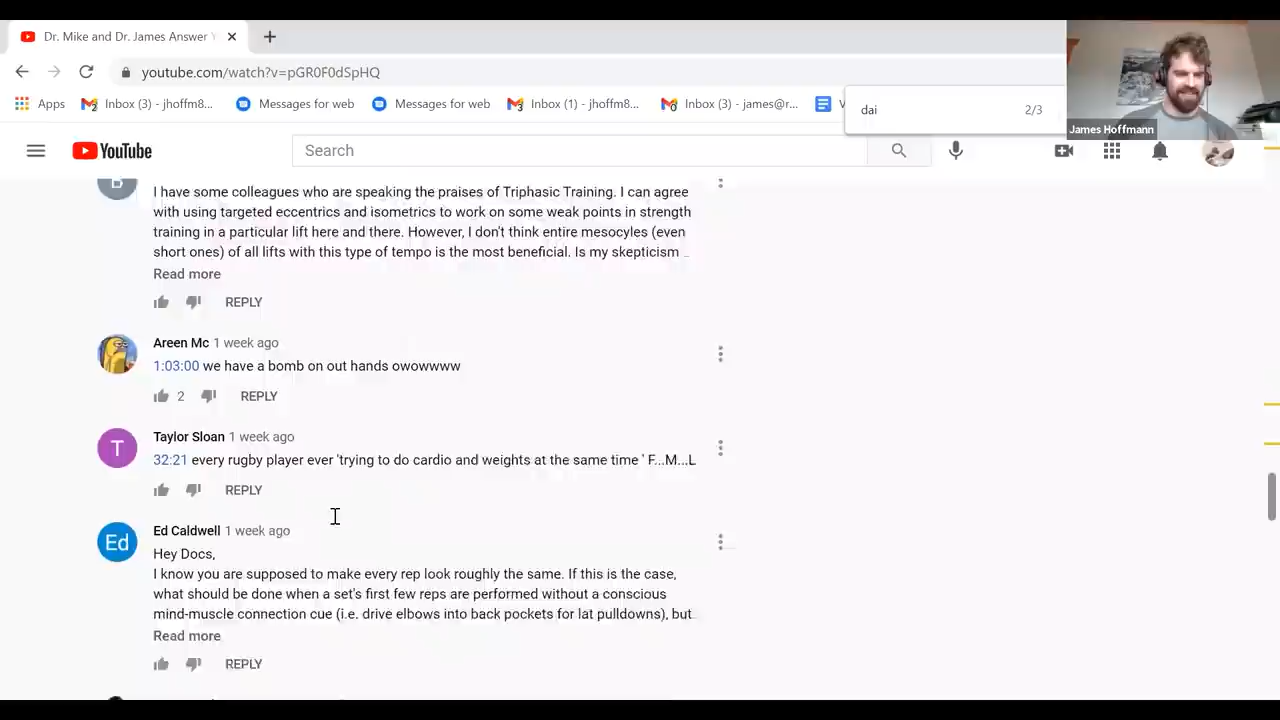 Dr. Mike and Dr. James Answer Y
youtube.com/watch?v=pGR0F0dSpHQ
Apps
Inbox (3) - jhoffm8...
Messages for web
Messages for web
Inbox (1) - jhoffm8...
Inbox (3) - james@r...
dai
2/3
James Hoffmann
YouTube
Search
B
I have some colleagues who are speaking the praises of Triphasic Training. I can agree
with using targeted eccentrics and isometrics to work on some weak points in strength
training in a particular lift here and there. However, I don't think entire mesocyles (even
short ones) of all lifts with this type of tempo is the most beneficial. Is my skepticism ..
Read more
REPLY
Areen Mc 1 week ago
1:03:00 we have a bomb on out hands owowwww
2 REPLY
T
Taylor Sloan 1 week ago
32:21 every rugby player ever 'trying to do cardio and weights at the same time ' F...M...L
REPLY
Ed
Ed Caldwell 1 week ago
Hey Docs,
I know you are supposed to make every rep look roughly the same. If this is the case,
what should be done when a set's first few reps are performed without a conscious
mind-muscle connection cue (i.e. drive elbows into back pockets for lat pulldowns), but
Read more
REPLY